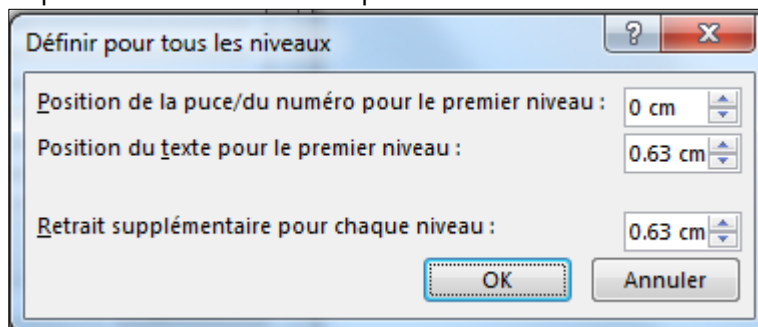 Définir pour tous les niveaux
Position de la puce/du numéro pour le premier niveau : 0 cm
Position du texte pour le premier niveau : 0.63 cm
Retrait supplémentaire pour chaque niveau : 0.63 cm
OK Annuler